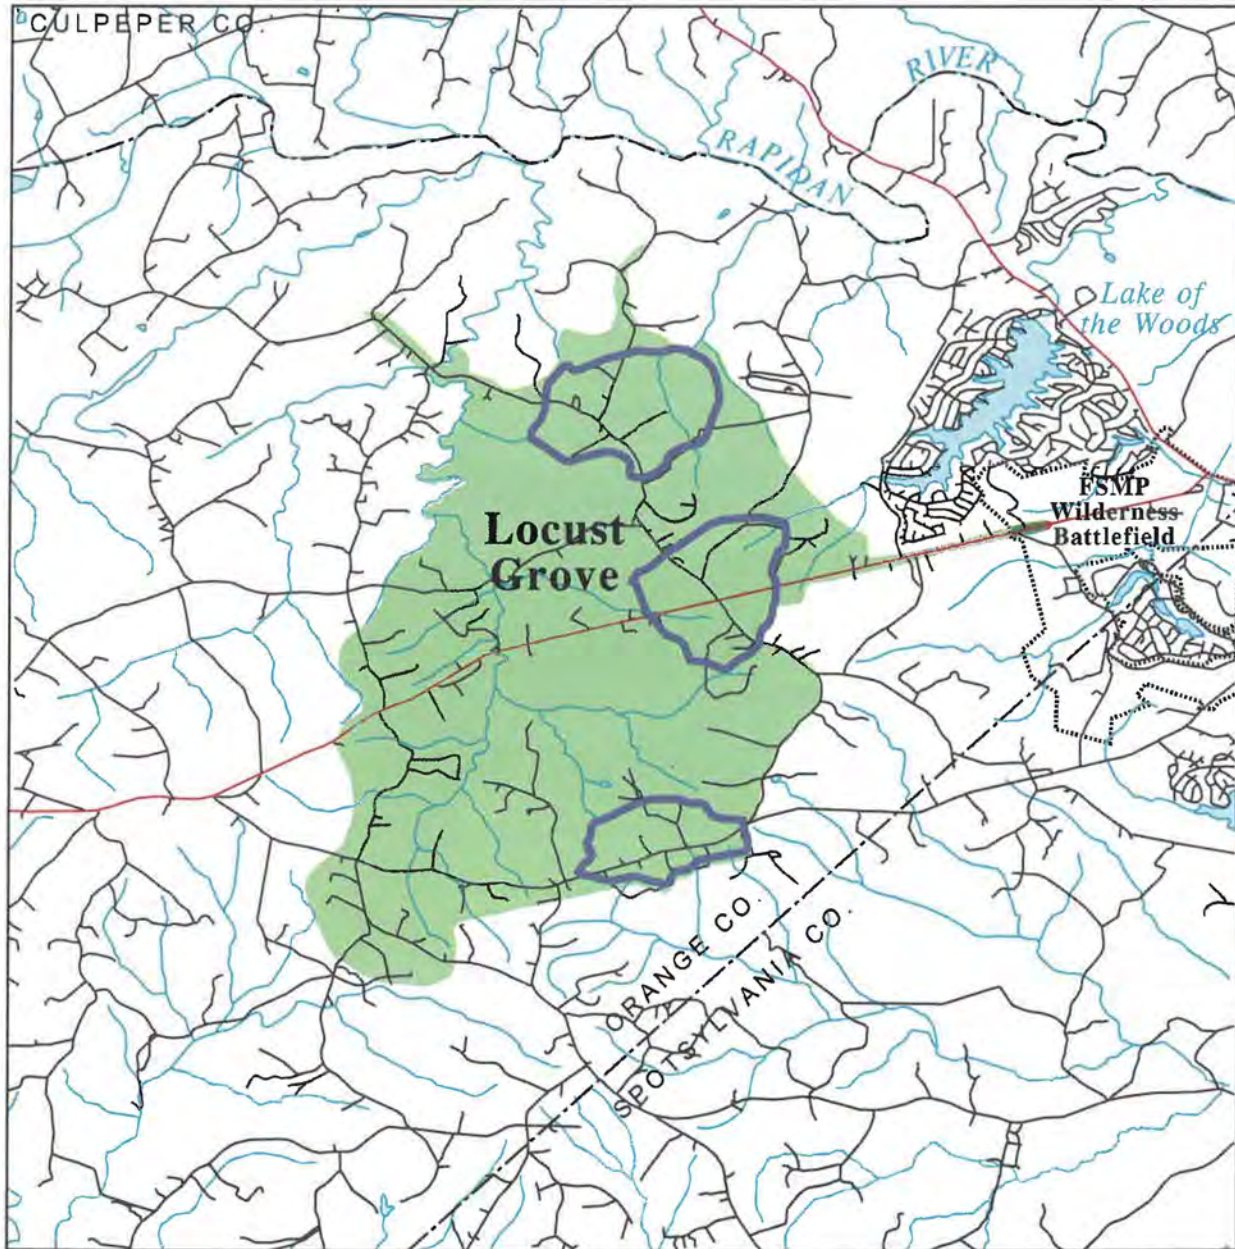 CULPEPER CO.
RIVER
RAPIDAN
Lake of
the Woods
FSMP
Wilderness
Battlefield
Locust
Grove
ORANGE CO.
SPOTSYLVANIA CO.